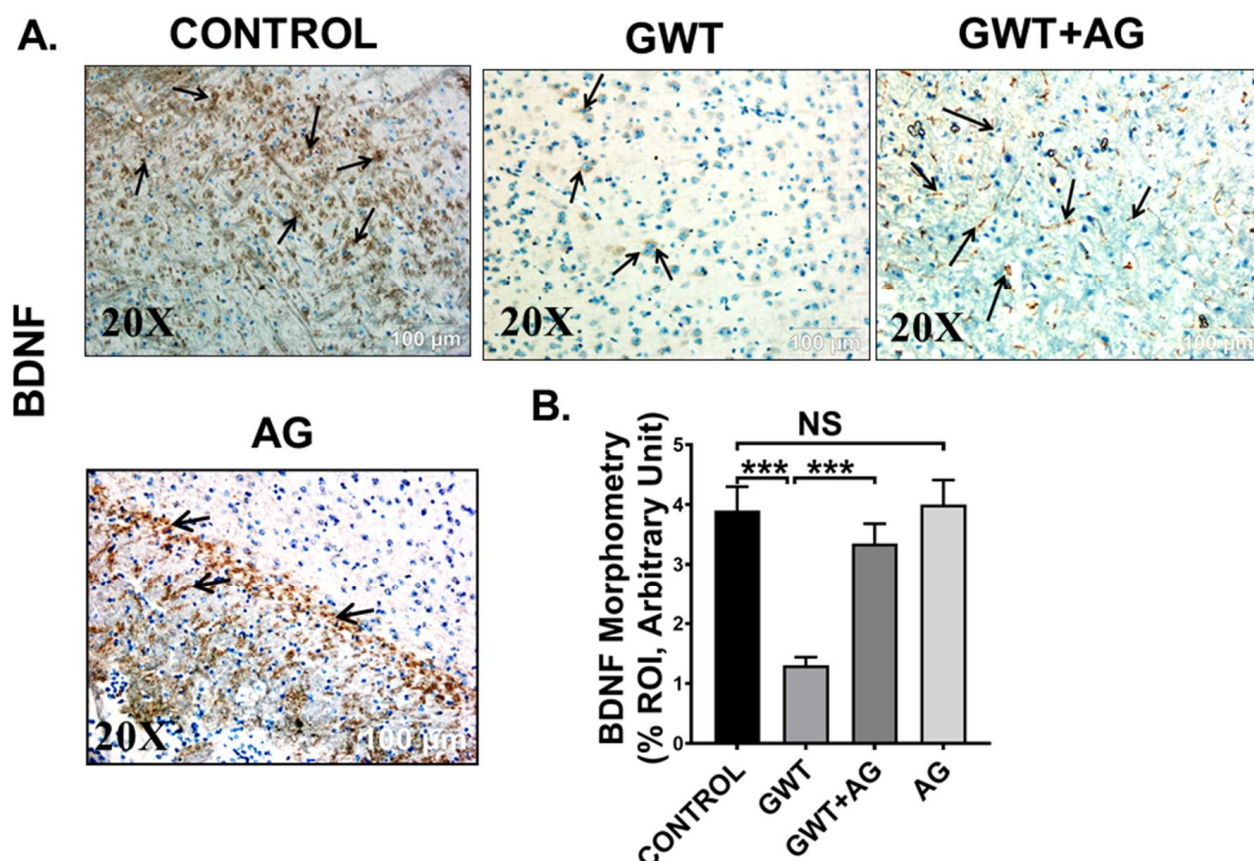 A.
CONTROL
GWT
GWT+AG
BDNF
20X
100 µm
20X
100 µm
20X
100 µm
AG
20X
100 µm
B.
BDNF Morphometry
(% ROI, Arbitrary Unit)
5
4
3
2
1
0
NS
*** ***
CONTROL
GWT
GWT+AG
AG